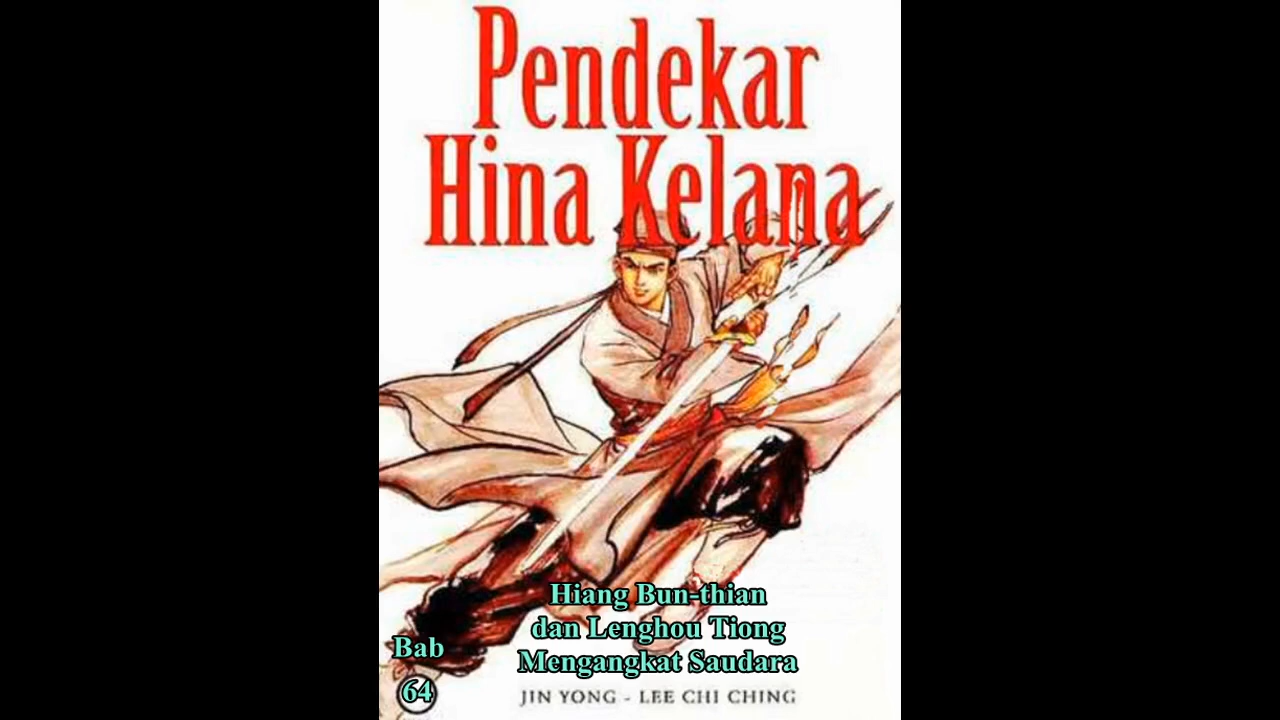 Pendekar
Hina Kelana
Hiang Bun-thian
dan Lenghou Tiong
Mengangkat Saudara
Bab
64
JIN YONG - LEE CHI CHING